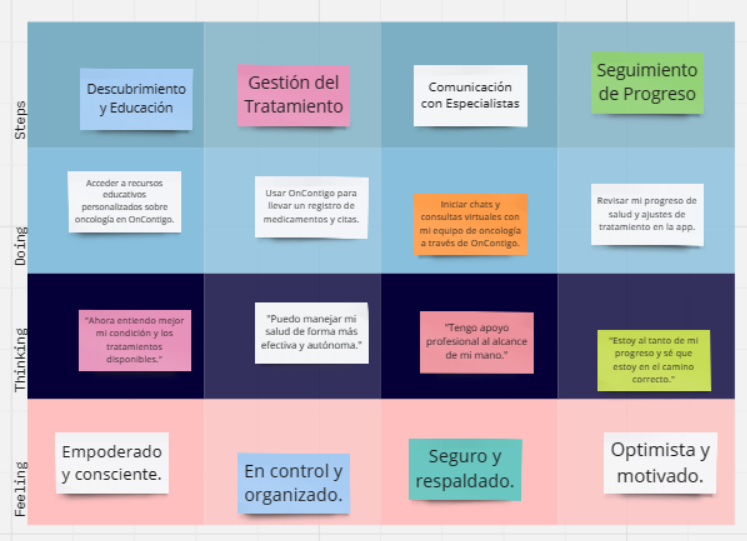 Steps
Descubrimiento
y Educación
Gestión del
Tratamiento
Comunicación
con Especialistas
Seguimiento
de Progreso
Doing
Acceder a recursos
educativos
personalizados sobre
oncología en OnContigo.
Usar OnContigo para
llevar un registro de
medicamentos y citas.
Iniciar chats y
consultas virtuales con
mi equipo de oncología
a través de OnContigo.
Revisar mi progreso de
salud y ajustes de
tratamiento en la app.
Thinking
"Ahora entiendo mejor
mi condición y los
tratamientos
disponibles."
"Puedo manejar mi
salud de forma más
efectiva y autónoma."
"Tengo apoyo
profesional al alcance
de mi mano."
"Estoy al tanto de mi
progreso y sé que
estoy en el camino
correcto."
Feeling
Empoderado
y consciente.
En control y
organizado.
Seguro y
respaldado.
Optimista y
motivado.